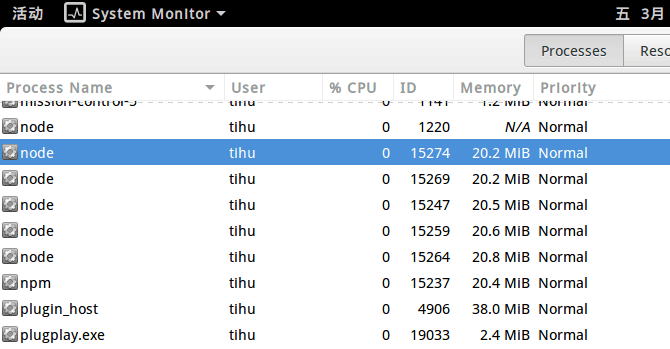 活动 System Monitor 五 3月
Processes Reso
Process Name User % CPU ID Memory Priority
mission-control-5 tihu 0 1141 1.2 MiB Normal
node tihu 0 1220 N/A Normal
node tihu 0 15274 20.2 MiB Normal
node tihu 0 15269 20.2 MiB Normal
node tihu 0 15247 20.5 MiB Normal
node tihu 0 15259 20.6 MiB Normal
node tihu 0 15264 20.8 MiB Normal
npm tihu 0 15237 20.4 MiB Normal
plugin_host tihu 0 4906 38.0 MiB Normal
plugplay.exe tihu 0 19033 2.4 MiB Normal